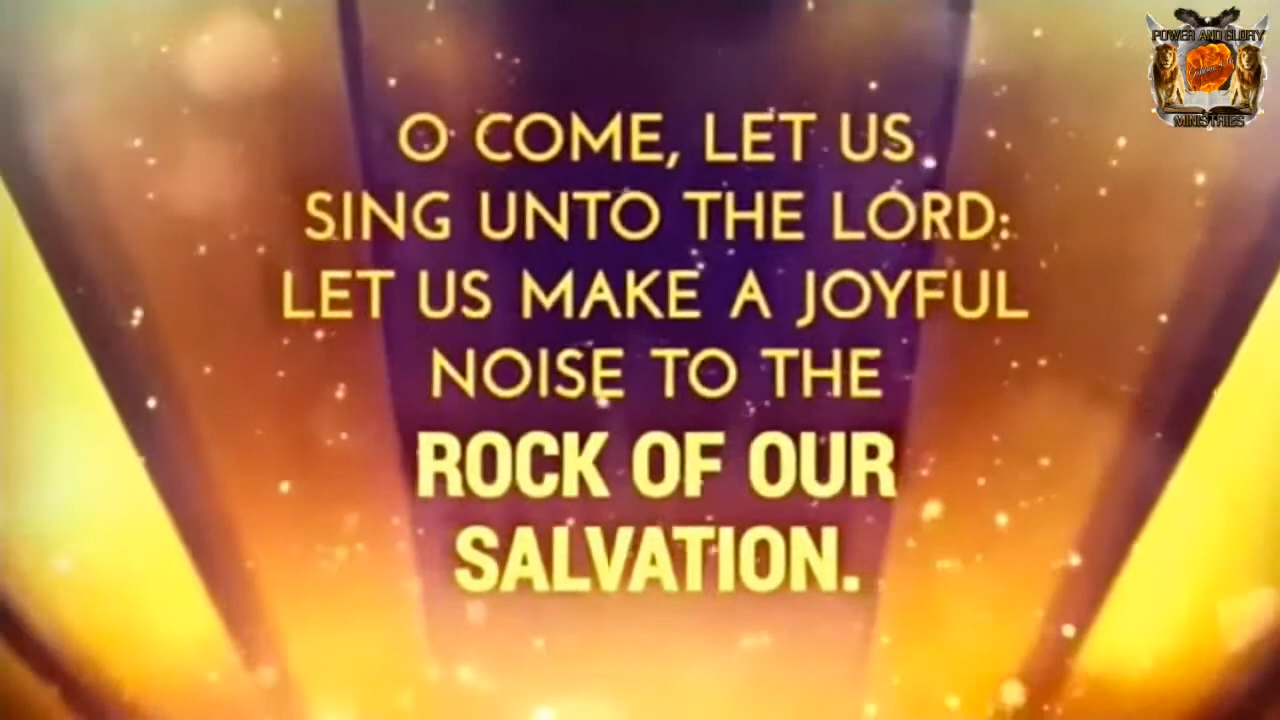 POWER AND GLORY
MINISTRIES
O COME, LET US
SING UNTO THE LORD:
LET US MAKE A JOYFUL
NOISE TO THE
ROCK OF OUR
SALVATION.